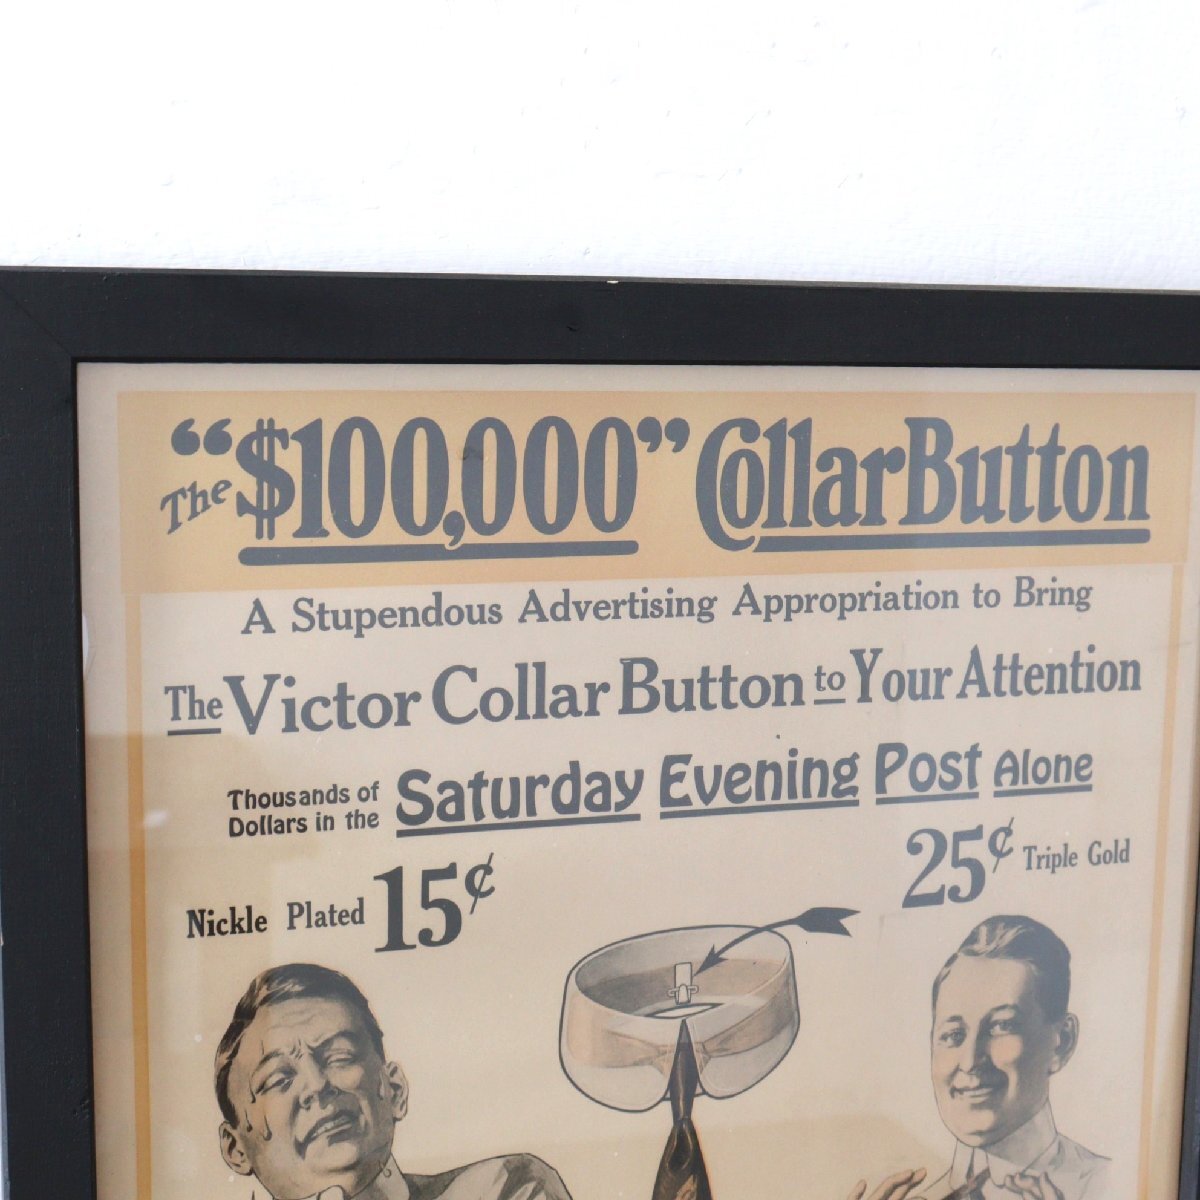 The "$100,000" Collar Button
A Stupendous Advertising Appropriation to Bring
The Victor Collar Button to Your Attention
Thousands of
Dollars in the Saturday Evening Post Alone
Nickle Plated 15¢
25¢ Triple Gold